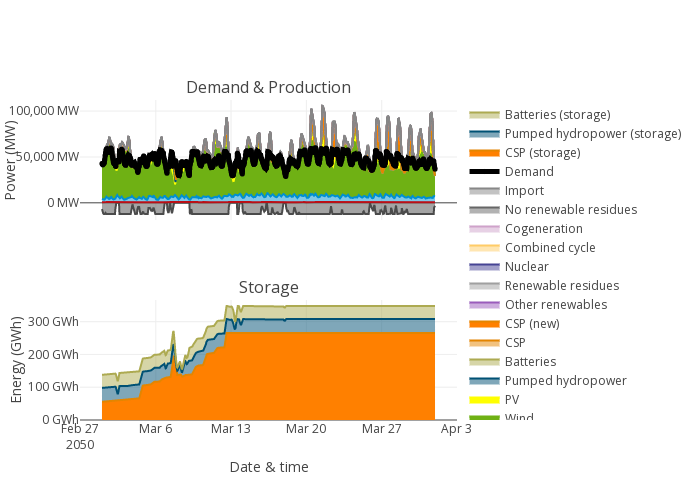 Demand & Production
100,000 MW
50,000 MW
0 MW
Power (MW)
Storage
300 GWh
200 GWh
100 GWh
0 GWh
Energy (GWh)
Feb 27
2050
Mar 6
Mar 13
Mar 20
Mar 27
Apr 3
Date & time
Batteries (storage)
Pumped hydropower (storage)
CSP (storage)
Demand
Import
No renewable residues
Cogeneration
Combined cycle
Nuclear
Renewable residues
Other renewables
CSP (new)
CSP
Batteries
Pumped hydropower
PV
Wind